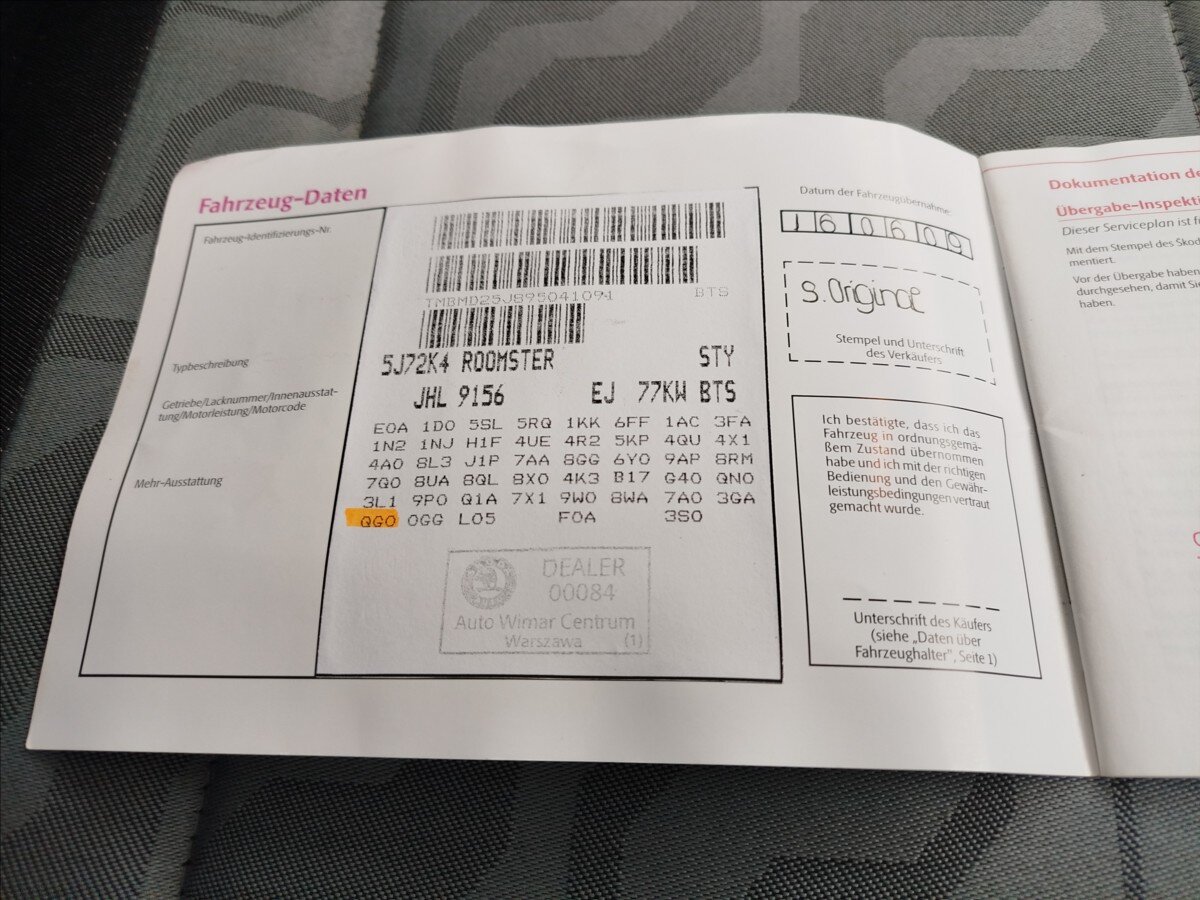 Fahrzeug-Daten
Fahrzeug-Identifizierungs-Nr.
TMBMD25J895041091 BTS
5J72K4 ROOMSTER STY
Typbeschreibung
JHL 9156 EJ 77KW BTS
Getriebe/Lacknummer/Innenausstat-
tung/Motorleistung/Motorcode
E0A 1D0 5SL 5RQ 1KK 6FF 1AC 3FA
1N2 1NJ H1F 4UE 4R2 5KP 4QU 4X1
4A0 8L3 J1P 7AA 8GG 6Y0 9AP 8RM
7Q0 8UA 8QL 8X0 4K3 B17 G40 QN0
3L1 9P0 Q1A 7X1 9W0 8WA 7A0 3GA
QG0 0GG L05 F0A 3S0
Mehr-Ausstattung
DEALER
00084
Auto Wimar Centrum
Warszawa (1)
Datum der Fahrzeugübernahme
160609
S. Original
Stempel und Unterschrift
des Verkäufers
Ich bestätigte, dass ich das
Fahrzeug in ordnungsgemä-
ßem Zustand übernommen
habe und ich mit der richtigen
Bedienung und den Gewähr-
leistungsbedingungen vertraut
gemacht wurde.
Unterschrift des Käufers
(siehe „Daten über
Fahrzeughalter", Seite 1)
Dokumentation de
Übergabe-Inspekti
Dieser Serviceplan ist f
Mit dem Stempel des Škod
mentiert.
Vor der Übergabe haben
durchgesehen, damit Sie
haben.